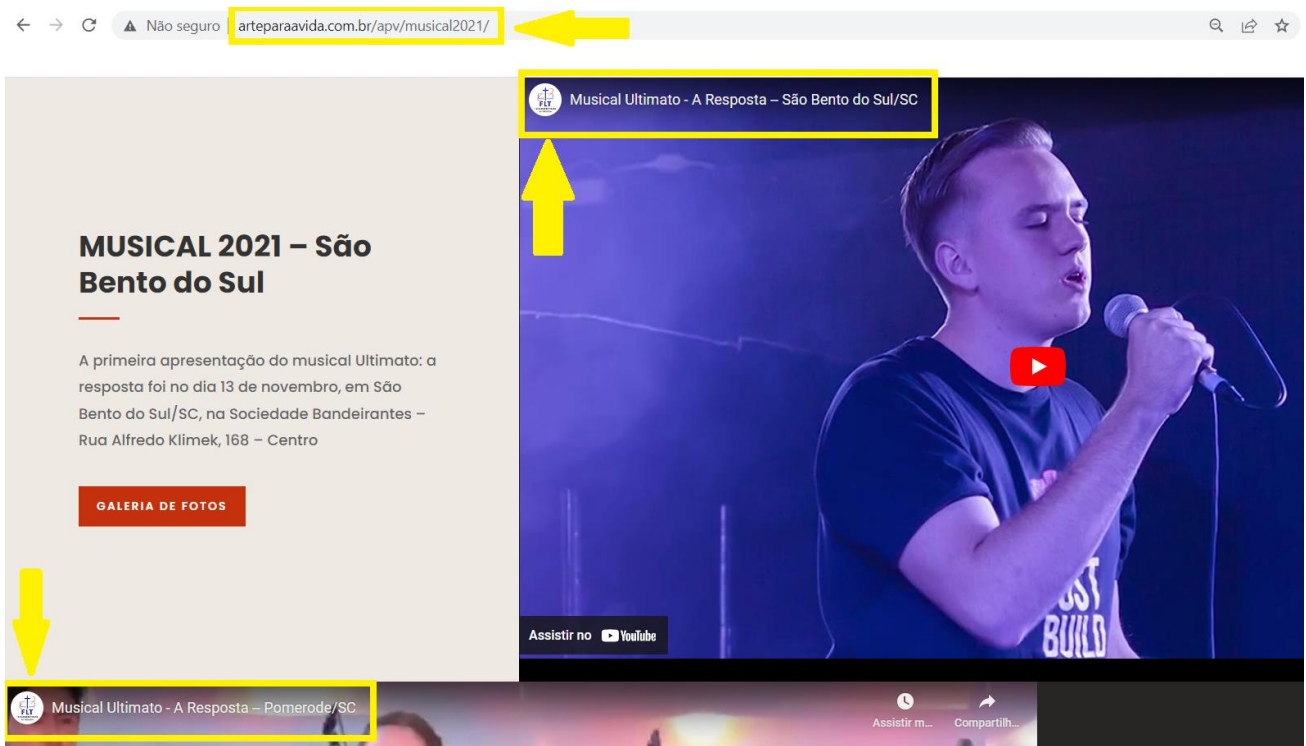 Não seguro
arteparaavida.com.br/apv/musical2021/
FLT
Musical Ultimato - A Resposta – São Bento do Sul/SC
MUSICAL 2021 – São
Bento do Sul
A primeira apresentação do musical Ultimato: a
resposta foi no dia 13 de novembro, em São
Bento do Sul/SC, na Sociedade Bandeirantes –
Rua Alfredo Klimek, 168 – Centro
GALERIA DE FOTOS
BUILD
Assistir no YouTube
FLT
Musical Ultimato - A Resposta – Pomerode/SC
Assistir m...
Compartilh...